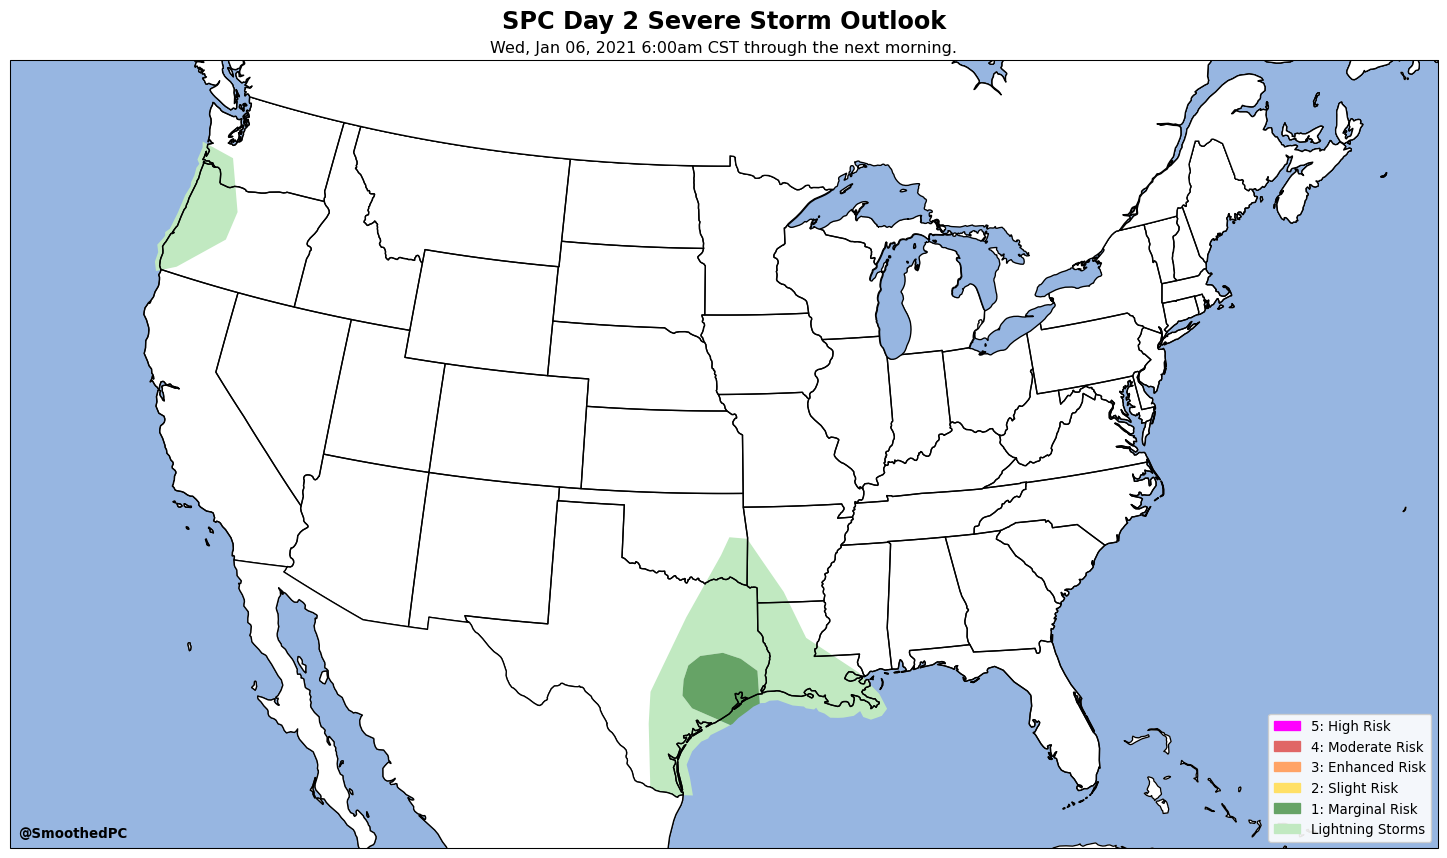 SPC Day 2 Severe Storm Outlook
Wed, Jan 06, 2021 6:00am CST through the next morning.
5: High Risk
4: Moderate Risk
3: Enhanced Risk
2: Slight Risk
1: Marginal Risk
Lightning Storms
@SmoothedPC